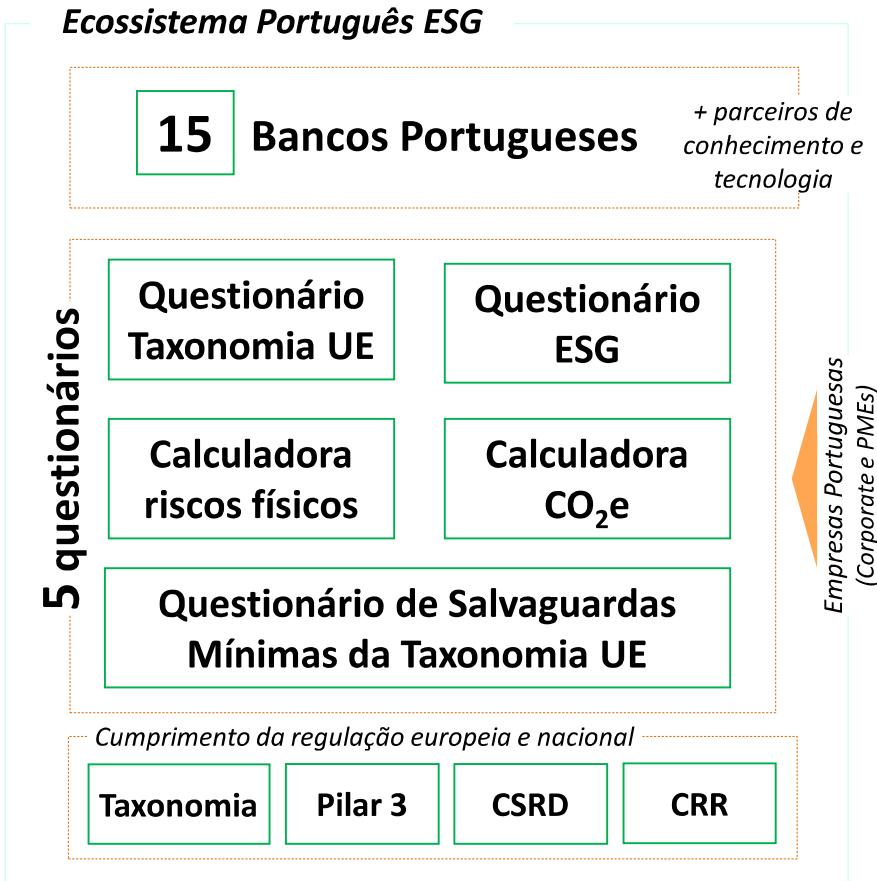 Ecossistema Português ESG
15 Bancos Portugueses
+ parceiros de
conhecimento e
tecnologia
5 questionários
Questionário
Taxonomia UE
Questionário
ESG
Calculadora
riscos físicos
Calculadora
CO₂e
Questionário de Salvaguardas
Mínimas da Taxonomia UE
Empresas Portuguesas
(Corporate e PMEs)
Cumprimento da regulação europeia e nacional
Taxonomia
Pilar 3
CSRD
CRR